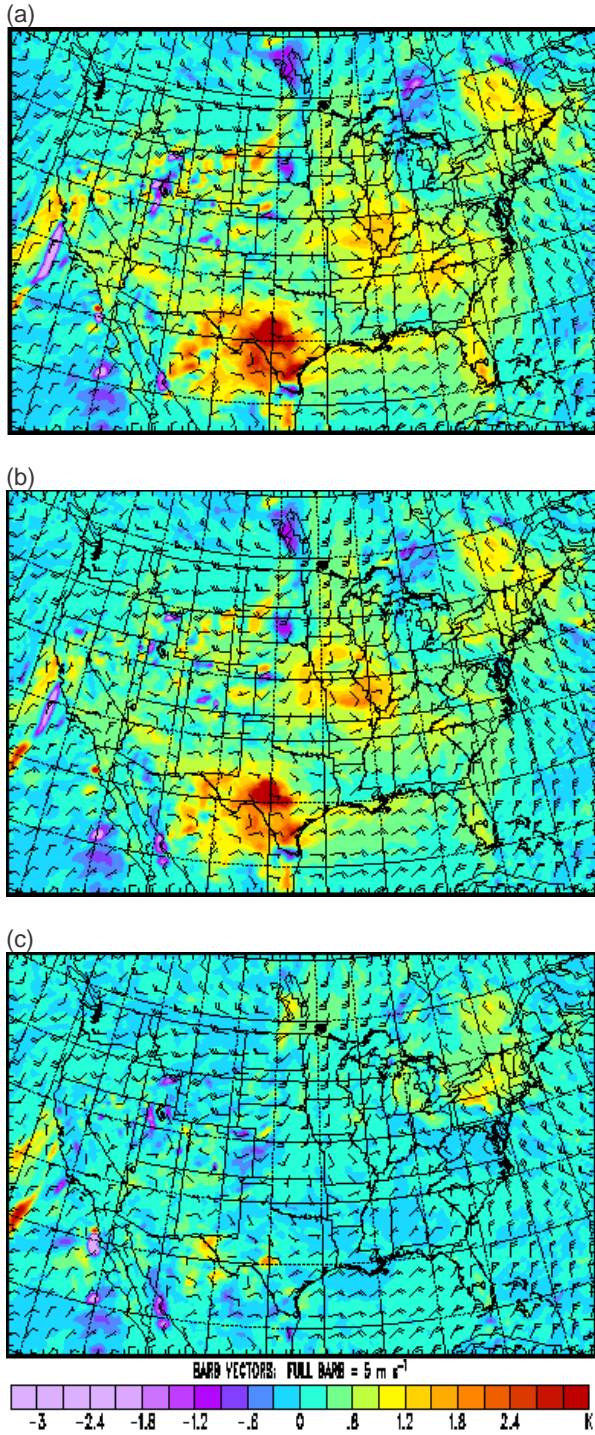 (a)
(b)
(c)
BARB VECTORS: FULL BARB = 5 m s⁻¹
-3 -2.4 -1.8 -1.2 -.6 0 .6 1.2 1.8 2.4 K